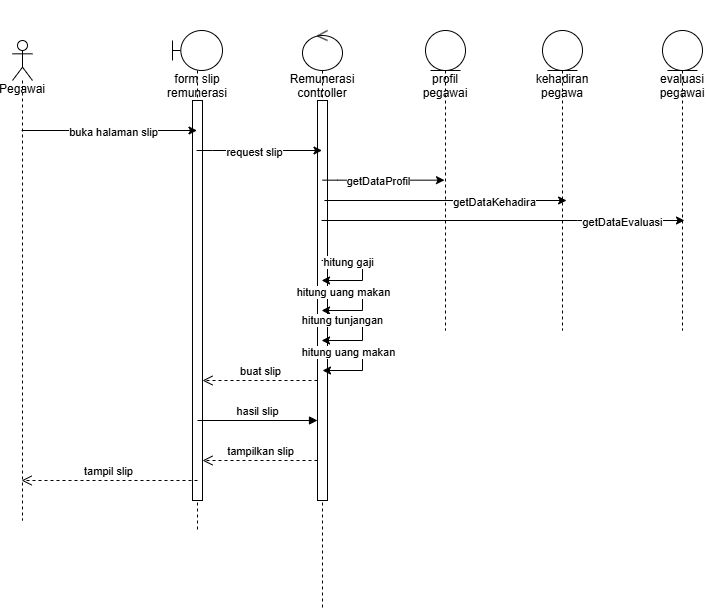 Pegawai
form slip
remunerasi
Remunerasi
controller
profil
pegawai
kehadiran
pegawa
evaluasi
pegawai
buka halaman slip
request slip
getDataProfil
getDataKehadira
getDataEvaluasi
hitung gaji
hitung uang makan
hitung tunjangan
hitung uang makan
buat slip
hasil slip
tampilkan slip
tampil slip